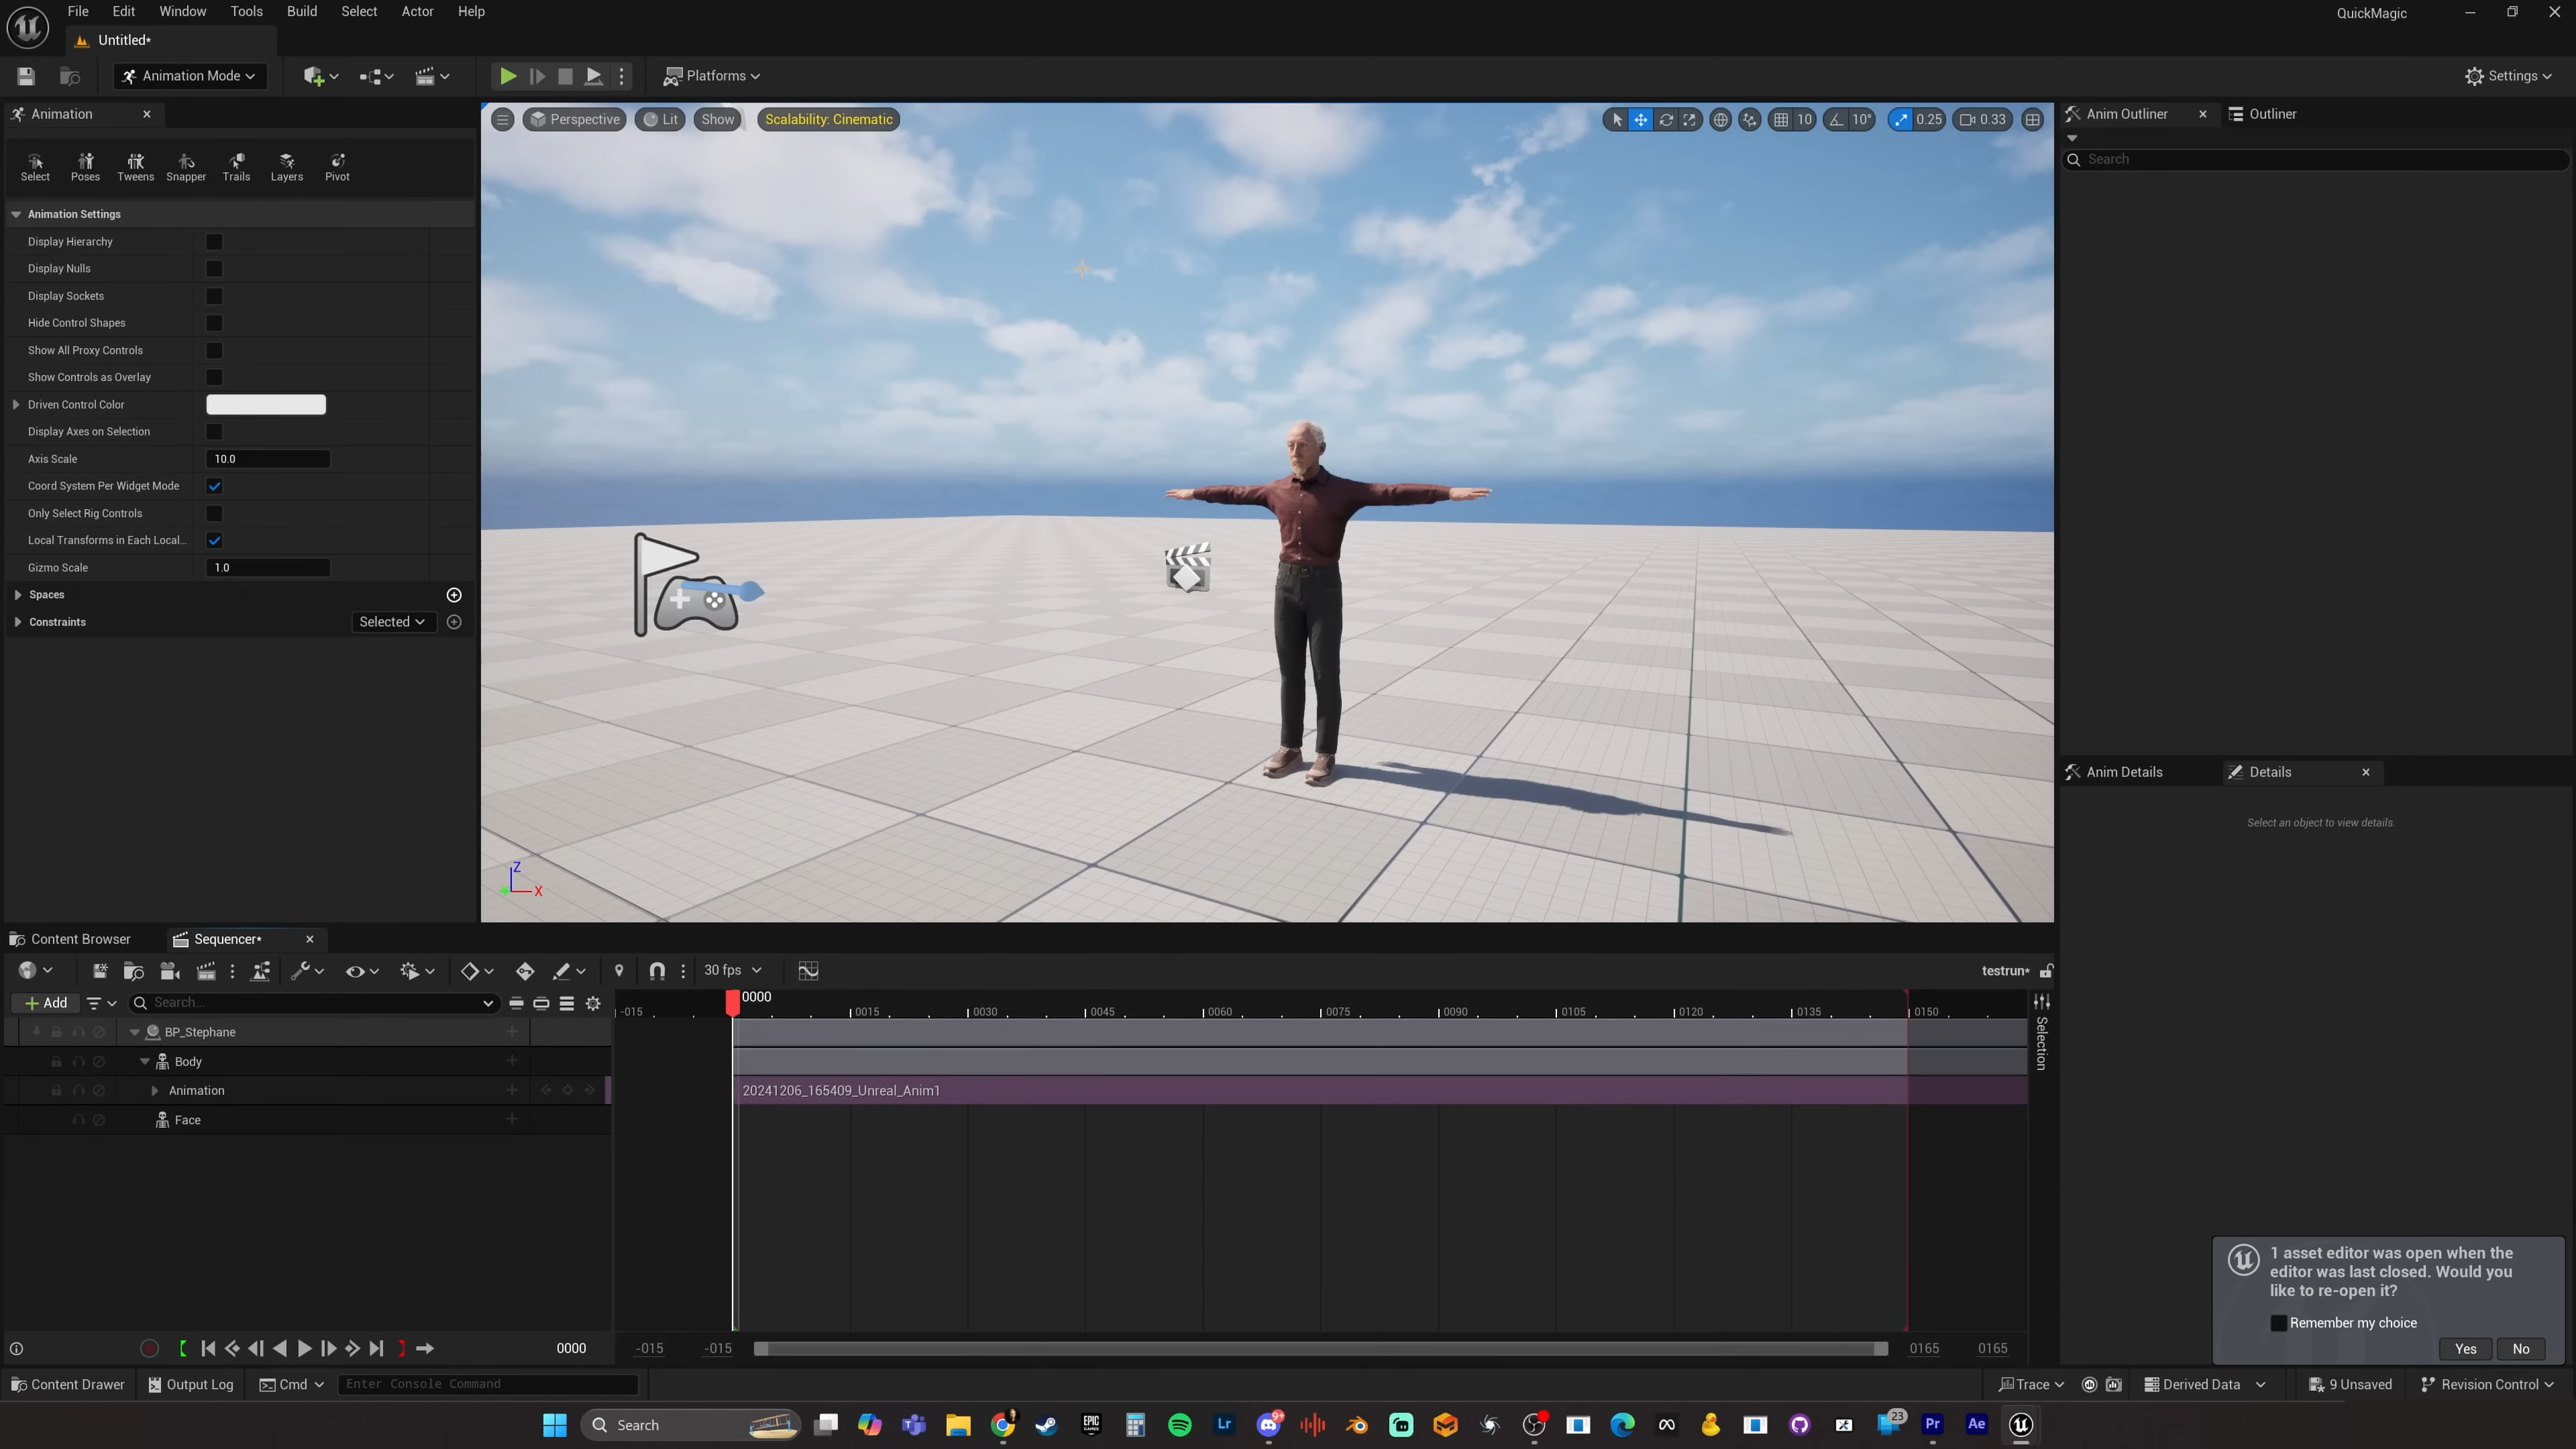 File Edit Window Tools Build Select Actor Help
QuickMagic
Untitled*
Animation Mode
Platforms
Settings
Animation
Perspective
Lit
Show
Scalability: Cinematic
10
10°
0.25
0.33
Anim Outliner
Outliner
Search
Select
Poses
Tweens
Snapper
Trails
Layers
Pivot
Animation Settings
Display Hierarchy
Display Nulls
Display Sockets
Hide Control Shapes
Show All Proxy Controls
Show Controls as Overlay
Driven Control Color
Display Axes on Selection
Axis Scale
10.0
Coord System Per Widget Mode
Only Select Rig Controls
Local Transforms in Each Local...
Gizmo Scale
1.0
Spaces
Constraints
Selected
Z
X
Anim Details
Details
Select an object to view details.
Content Browser
Sequencer*
30 fps
testrun*
Add
Search...
0000
-015
0015
0030
0045
0060
0075
0090
0105
0120
0135
0150
Selection
BP_Stephane
Body
Animation
20241206_165409_Unreal_Anim1
Face
1 asset editor was open when the
editor was last closed. Would you
like to re-open it?
Remember my choice
Yes
No
0000
-015
-015
0165
0165
Content Drawer
Output Log
Cmd
Enter Console Command
Trace
Derived Data
9 Unsaved
Revision Control
Search
EPIC
GAMES
Lr
9+
23
Pr
Ae